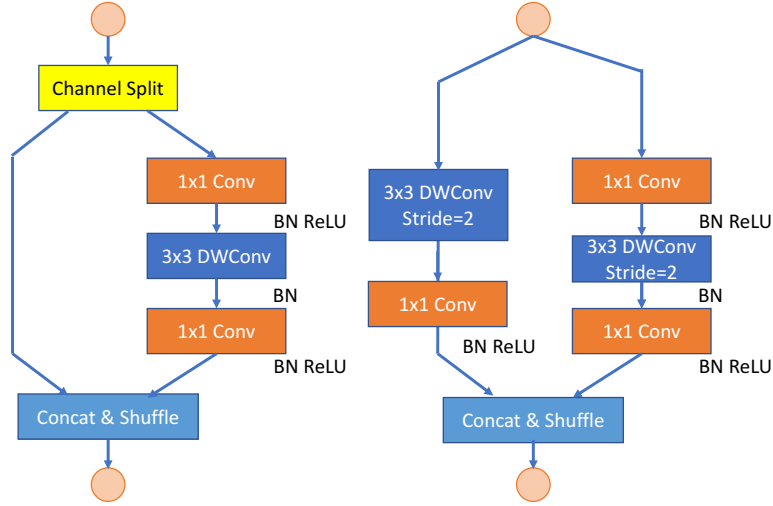 Channel Split
1x1 Conv
BN ReLU
3x3 DWConv
BN
1x1 Conv
BN ReLU
Concat & Shuffle
3x3 DWConv
Stride=2
1x1 Conv
BN ReLU
1x1 Conv
BN ReLU
3x3 DWConv
Stride=2
BN
1x1 Conv
BN ReLU
Concat & Shuffle